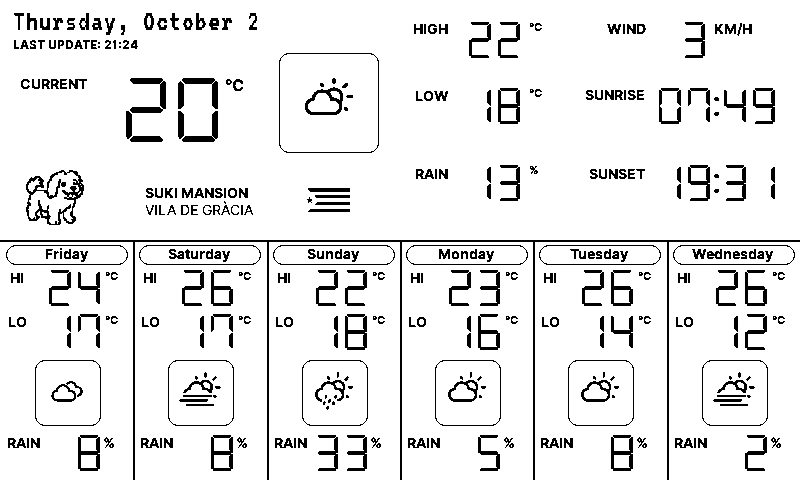 Thursday, October 2
LAST UPDATE: 21:24
CURRENT 20 °C
HIGH 22 °C
WIND 3 KM/H
LOW 18 °C
SUNRISE 07:49
RAIN 13 %
SUNSET 19:31
SUKI MANSION
VILA DE GRÀCIA
Friday
HI 24 °C
LO 17 °C
RAIN 8 %
Saturday
HI 26 °C
LO 17 °C
RAIN 8 %
Sunday
HI 22 °C
LO 18 °C
RAIN 33 %
Monday
HI 23 °C
LO 16 °C
RAIN 5 %
Tuesday
HI 26 °C
LO 14 °C
RAIN 8 %
Wednesday
HI 26 °C
LO 12 °C
RAIN 2 %